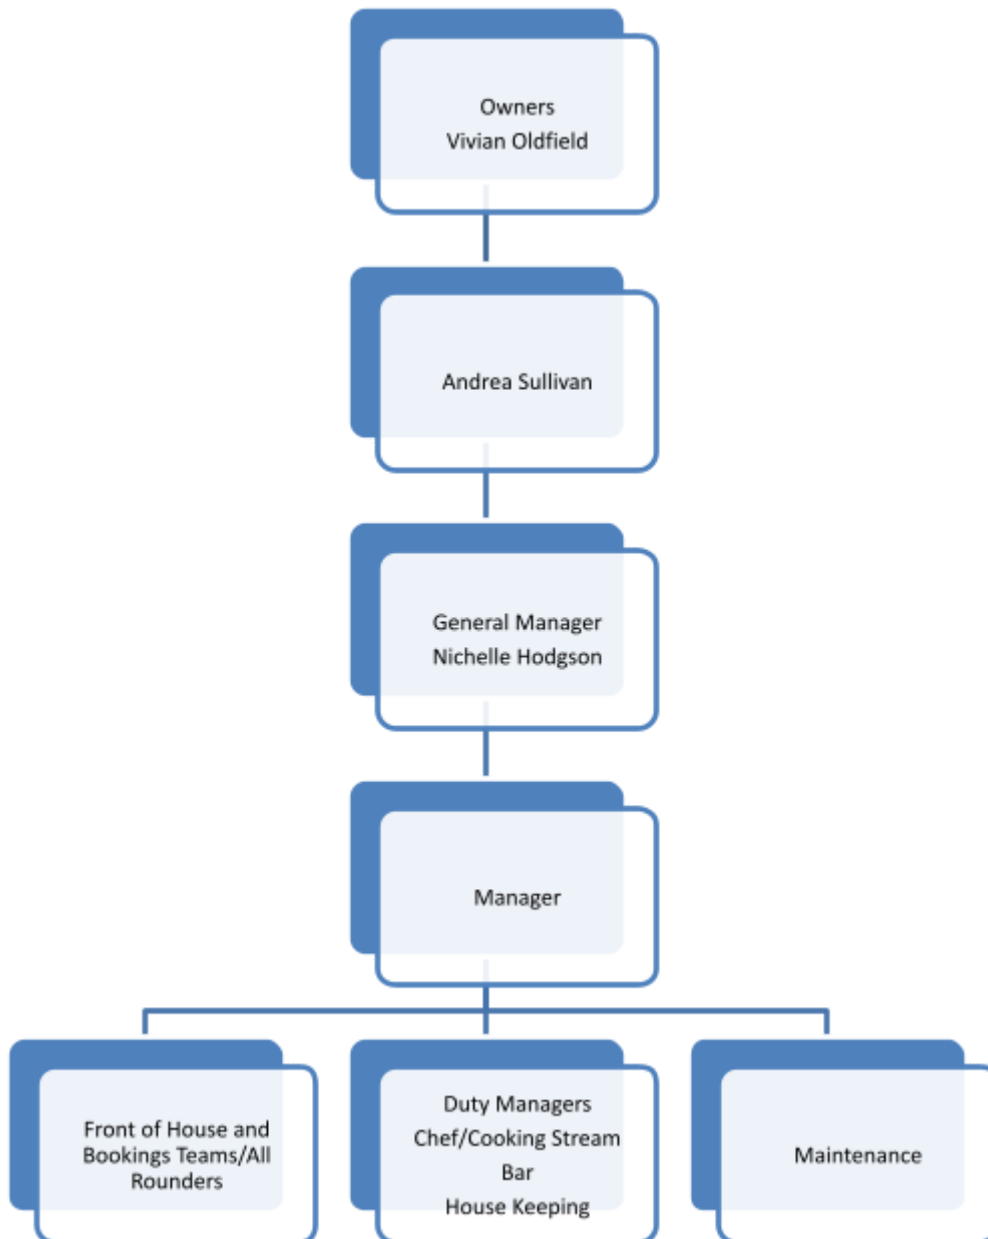 Owners
Vivian Oldfield
Andrea Sullivan
General Manager
Nichelle Hodgson
Manager
Front of House and
Bookings Teams/All
Rounders
Duty Managers
Chef/Cooking Stream
Bar
House Keeping
Maintenance